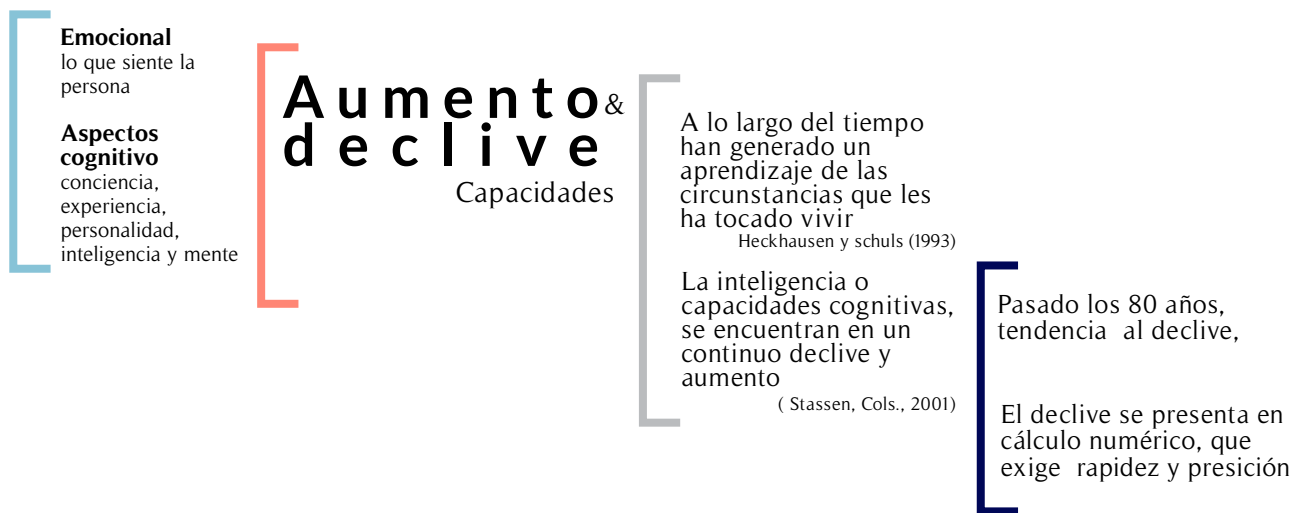 Emocional
lo que siente la
persona
Aspectos
cognitivo
conciencia,
experiencia,
personalidad,
inteligencia y mente
Aumento &
declive
Capacidades
A lo largo del tiempo
han generado un
aprendizaje de las
circunstancias que les
ha tocado vivir
Heckhausen y schuls (1993)
La inteligencia o
capacidades cognitivas,
se encuentran en un
continuo declive y
aumento
( Stassen, Cols., 2001)
Pasado los 80 años,
tendencia al declive,
El declive se presenta en
cálculo numérico, que
exige rapidez y presición